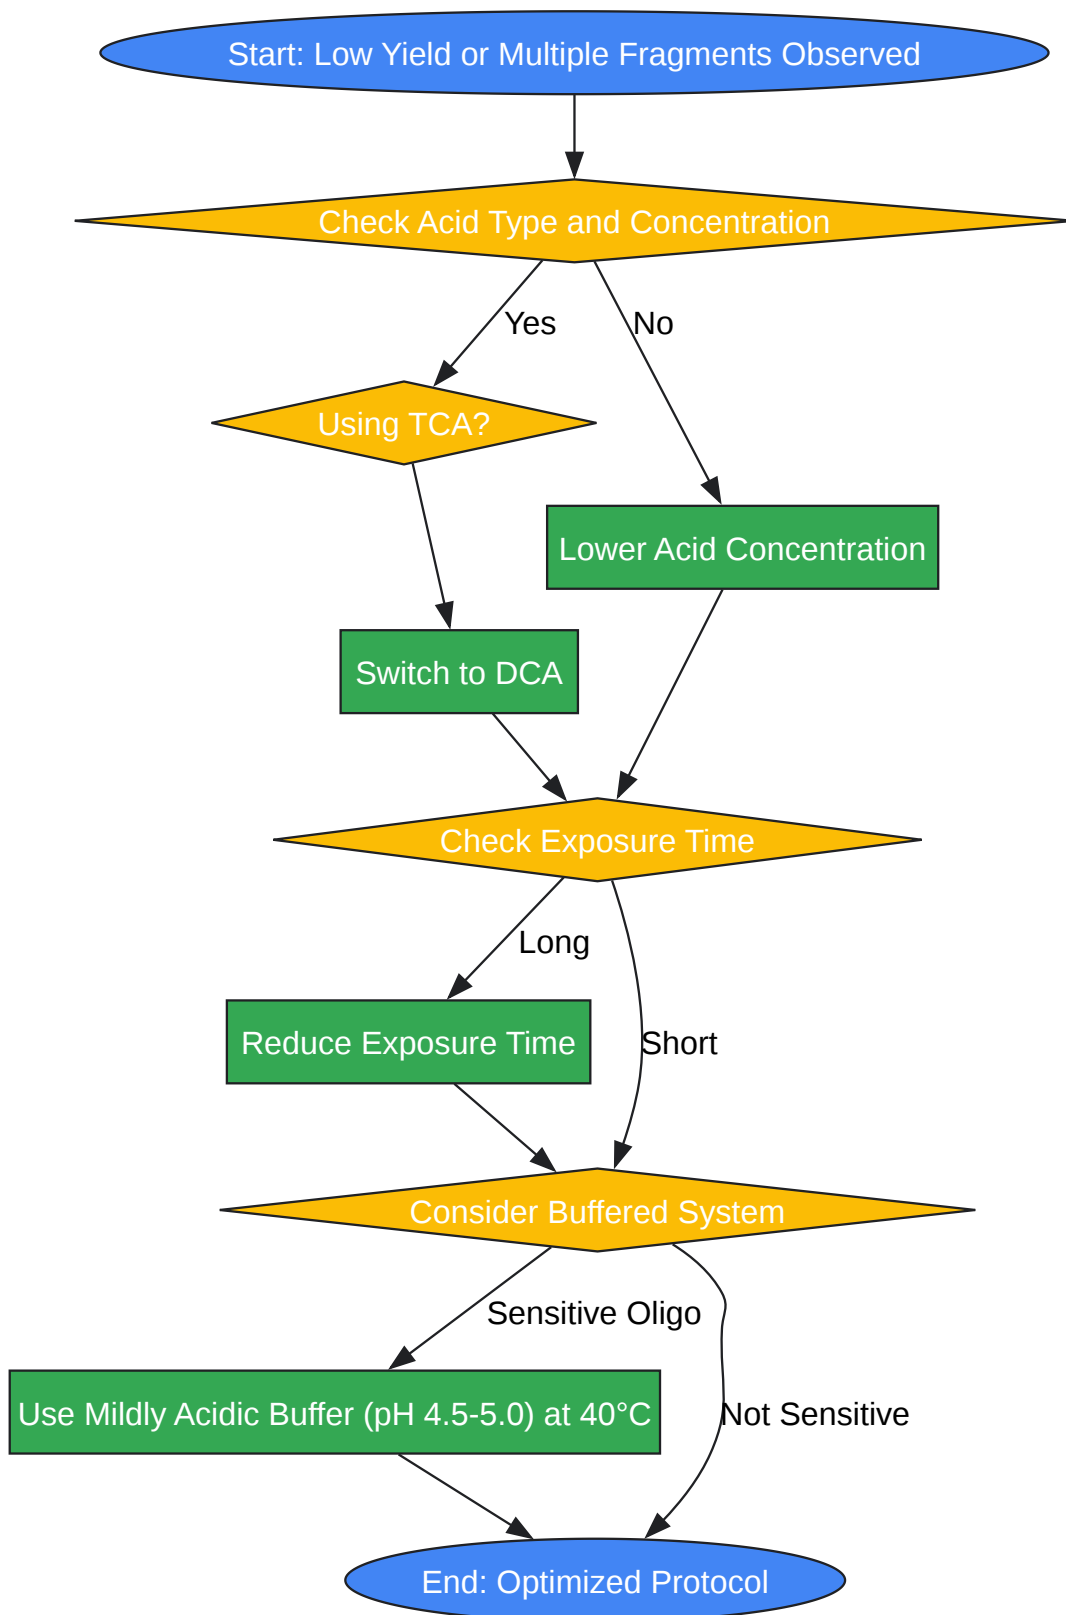 Start: Low Yield or Multiple Fragments Observed
Check Acid Type and Concentration
Yes
No
Using TCA?
Lower Acid Concentration
Switch to DCA
Check Exposure Time
Long
Reduce Exposure Time
Short
Consider Buffered System
Sensitive Oligo
Use Mildly Acidic Buffer (pH 4.5-5.0) at 40°C
Not Sensitive
End: Optimized Protocol